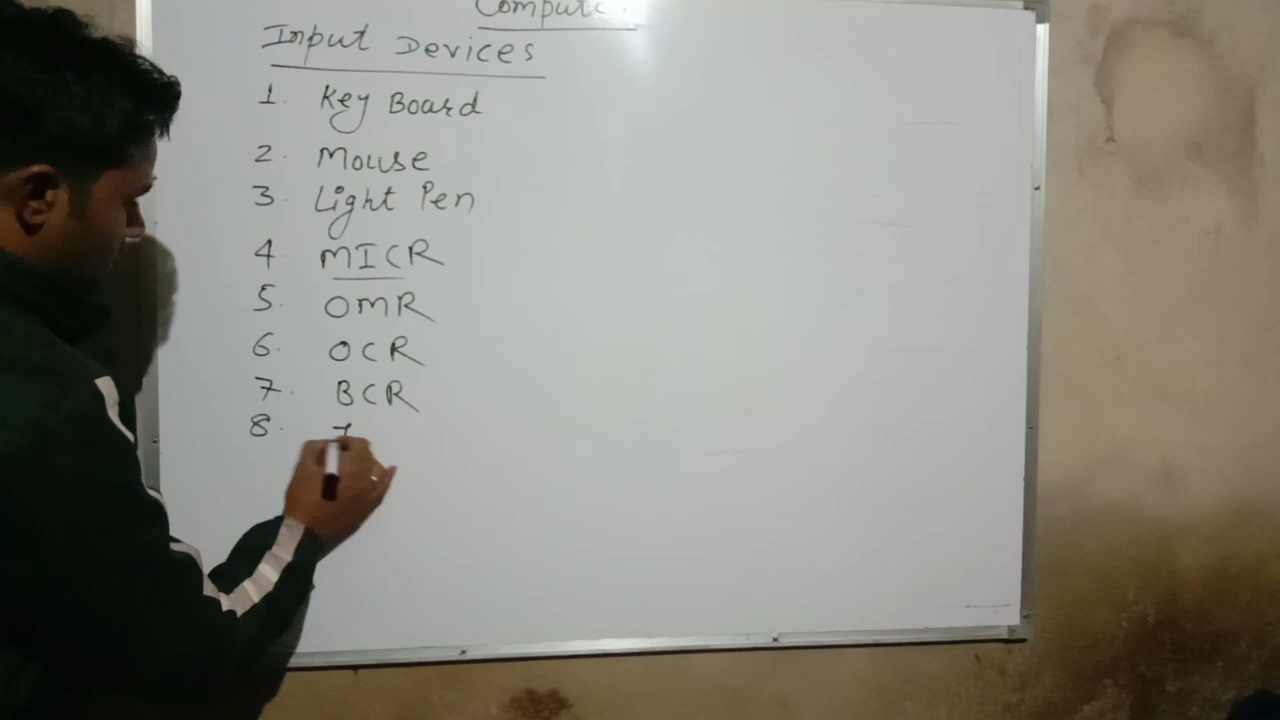 Input Devices
1. Key Board
2. Mouse
3. Light Pen
4 MICR
5. OMR
6. OCR
7. BCR
8.